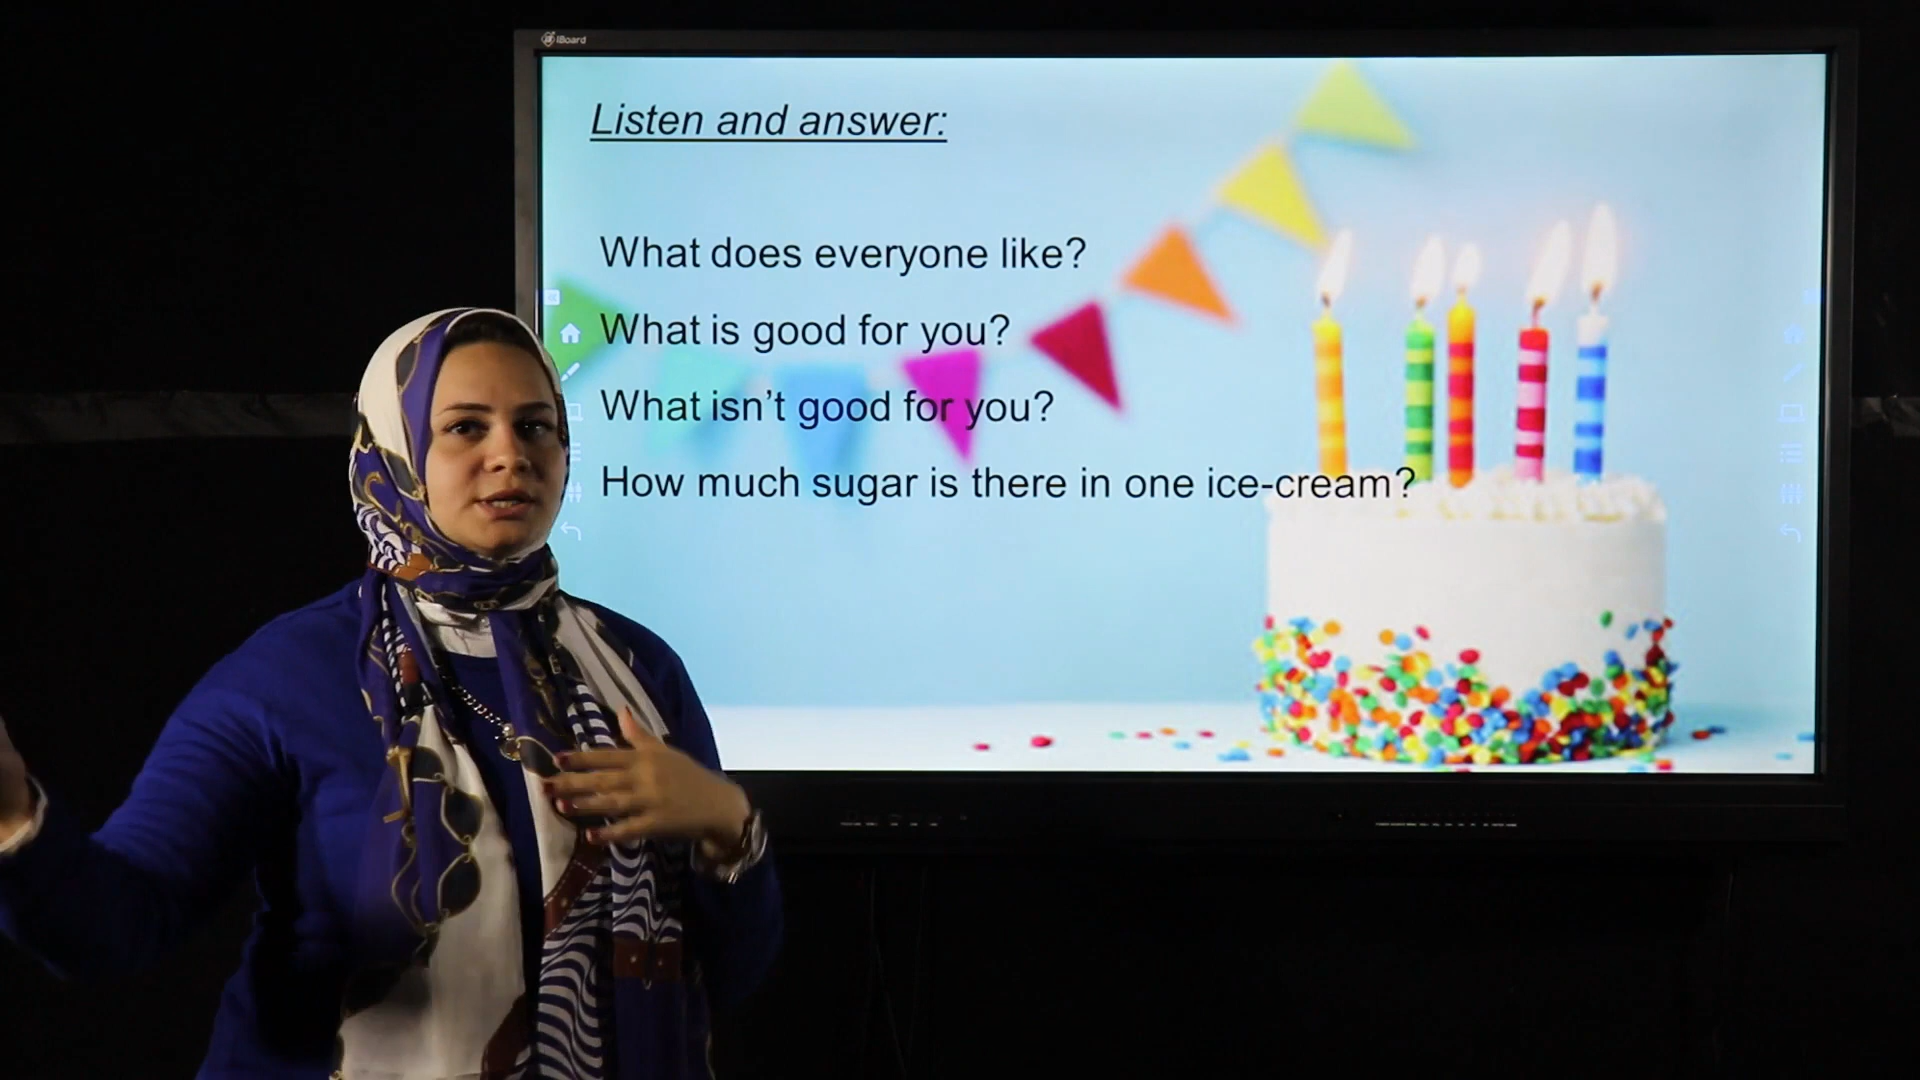 iBoard
Listen and answer:
What does everyone like?
What is good for you?
What isn't good for you?
How much sugar is there in one ice-cream?